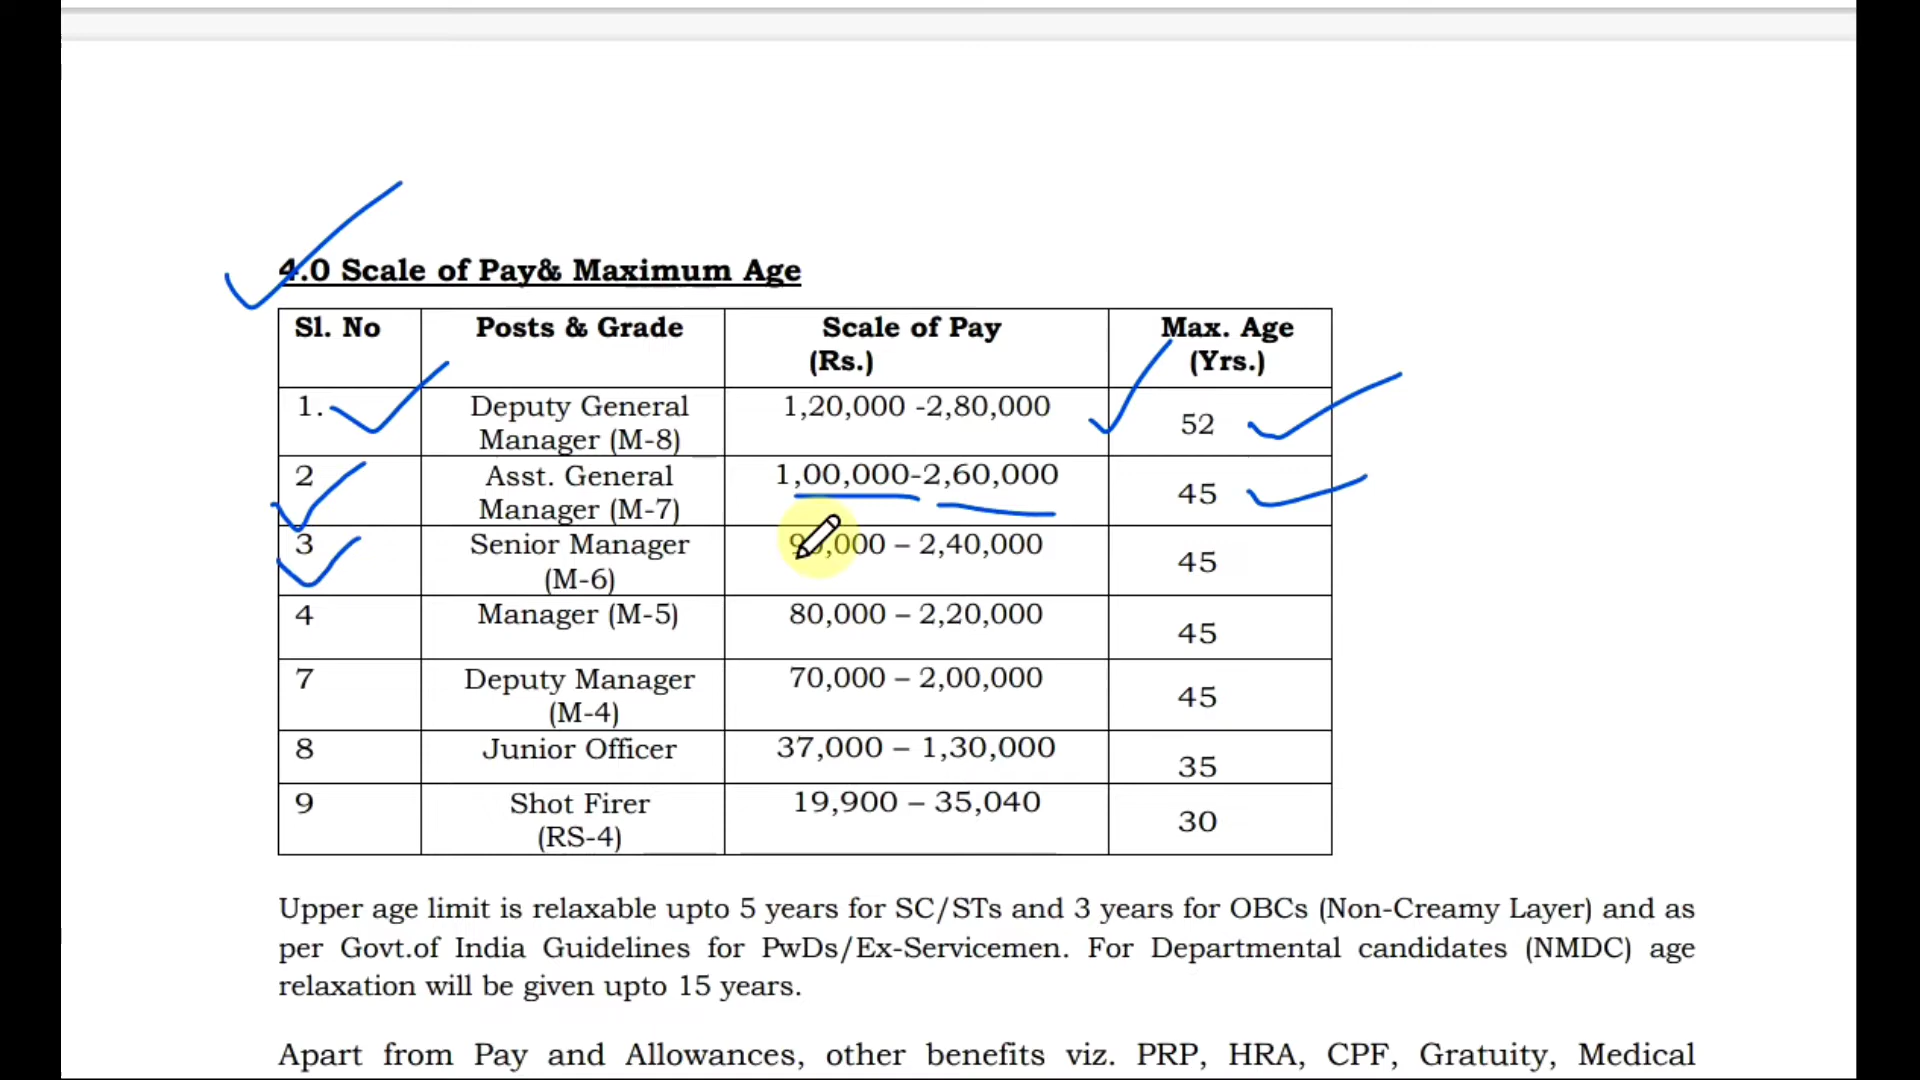 4.0 Scale of Pay& Maximum Age
Sl. No Posts & Grade Scale of Pay Max. Age
(Rs.) (Yrs.)
1. Deputy General 1,20,000 -2,80,000 52
Manager (M-8)
2 Asst. General 1,00,000-2,60,000 45
Manager (M-7)
3 Senior Manager – 2,40,000 45
(M-6)
4 Manager (M-5) 80,000 – 2,20,000 45
7 Deputy Manager 70,000 – 2,00,000 45
(M-4)
8 Junior Officer 37,000 – 1,30,000 35
9 Shot Firer 19,900 – 35,040 30
(RS-4)
Upper age limit is relaxable upto 5 years for SC/STs and 3 years for OBCs (Non-Creamy Layer) and as
per Govt.of India Guidelines for PwDs/Ex-Servicemen. For Departmental candidates (NMDC) age
relaxation will be given upto 15 years.
Apart from Pay and Allowances, other benefits viz. PRP, HRA, CPF, Gratuity, Medical